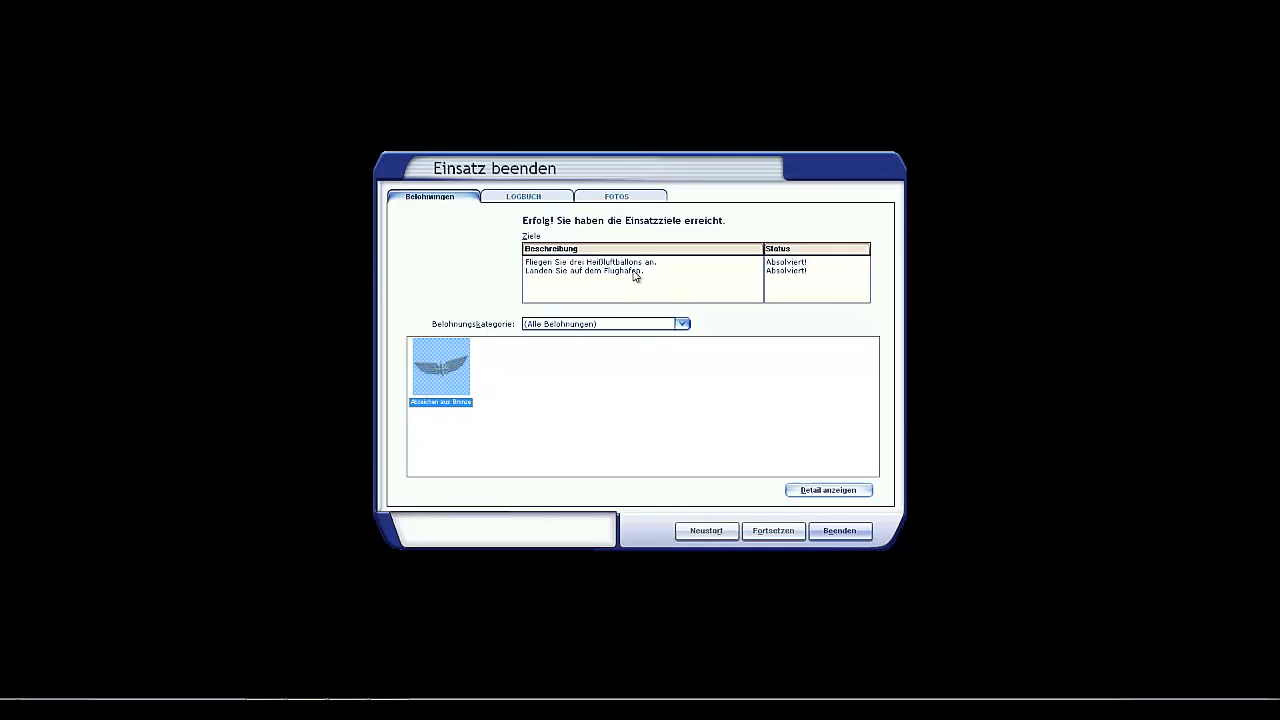 Einsatz beenden
Belohnungen
LOGBUCH
FOTOS
Erfolg! Sie haben die Einsatzziele erreicht.
Ziele
Beschreibung
Status
Fliegen Sie drei Heißluftballons an.
Absolviert!
Landen Sie auf dem Flughafen.
Absolviert!
Belohnungskategorie:
(Alle Belohnungen)
Abzeichen aus Bronze
Detail anzeigen
Neustart
Fortsetzen
Beenden